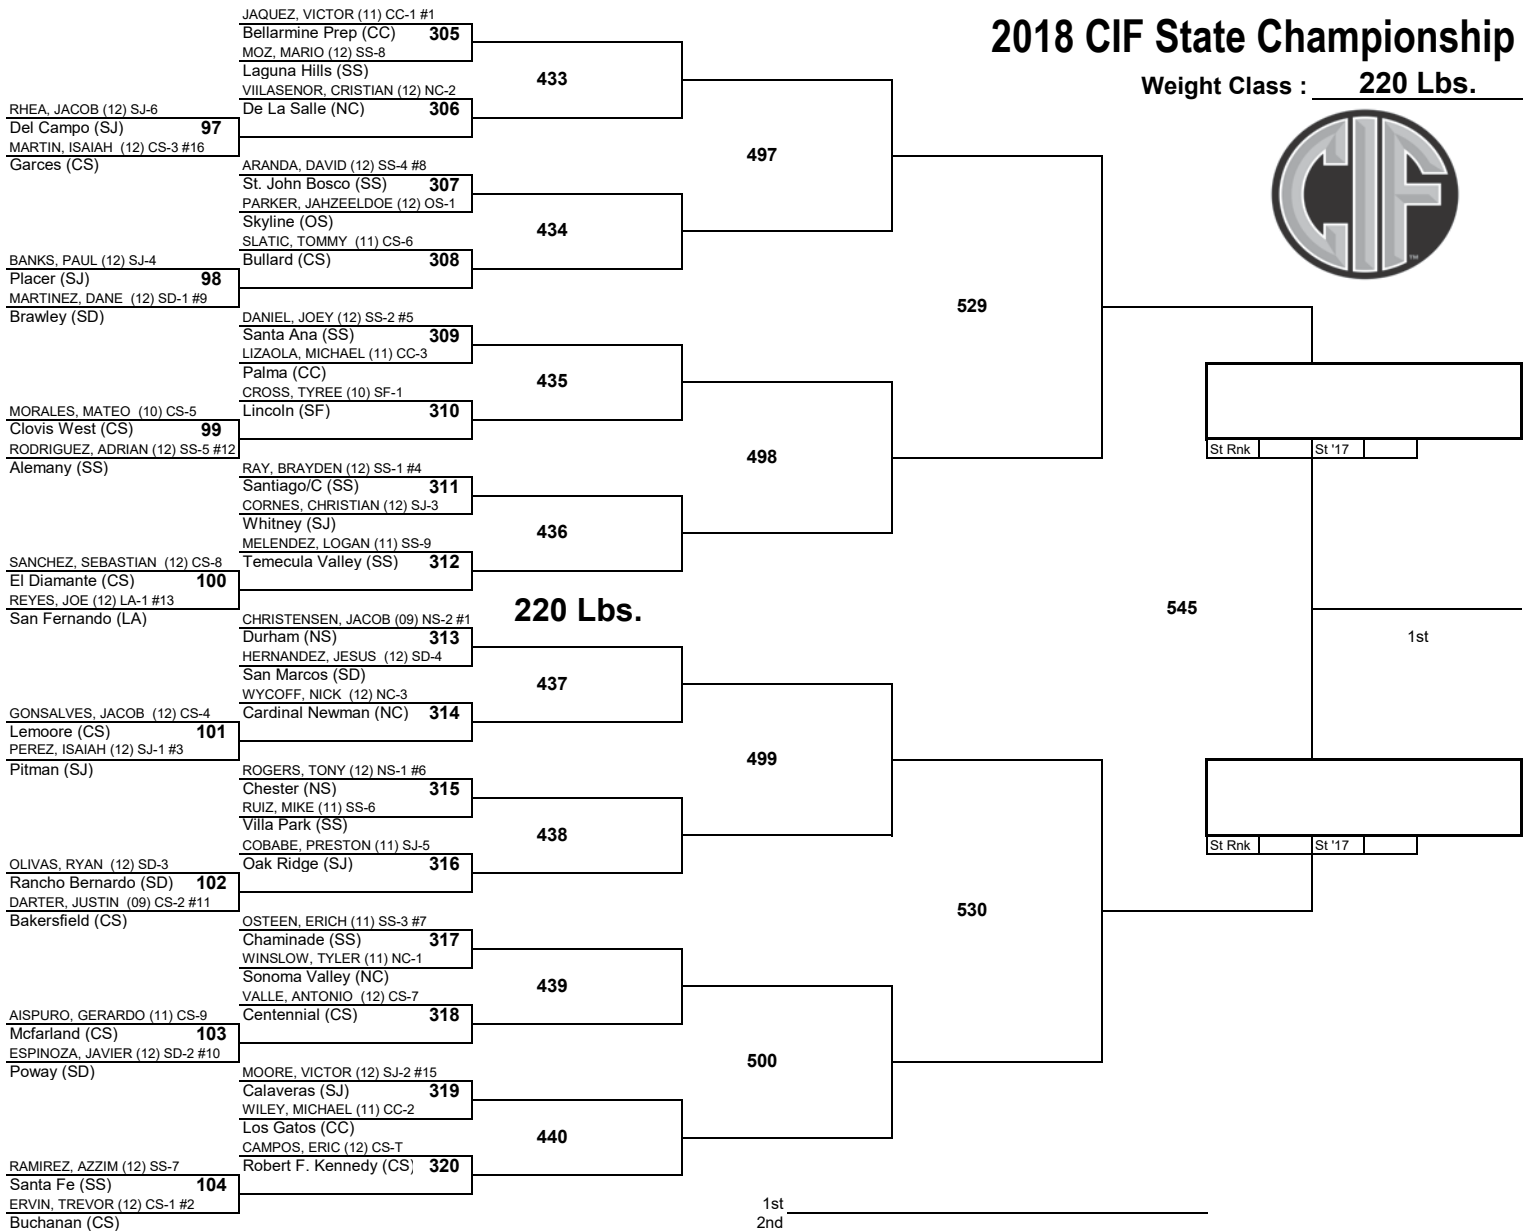 2018 CIF State Championship
Weight Class : 220 Lbs.
CIF
TM
RHEA, JACOB (12) SJ-6
Del Campo (SJ) 97
MARTIN, ISAIAH (12) CS-3 #16
Garces (CS)
BANKS, PAUL (12) SJ-4
Placer (SJ) 98
MARTINEZ, DANE (12) SD-1 #9
Brawley (SD)
MORALES, MATEO (10) CS-5
Clovis West (CS) 99
RODRIGUEZ, ADRIAN (12) SS-5 #12
Alemany (SS)
SANCHEZ, SEBASTIAN (12) CS-8
El Diamante (CS) 100
REYES, JOE (12) LA-1 #13
San Fernando (LA)
GONSALVES, JACOB (12) CS-4
Lemoore (CS) 101
PEREZ, ISAIAH (12) SJ-1 #3
Pitman (SJ)
OLIVAS, RYAN (12) SD-3
Rancho Bernardo (SD) 102
DARTER, JUSTIN (09) CS-2 #11
Bakersfield (CS)
AISPURO, GERARDO (11) CS-9
Mcfarland (CS) 103
ESPINOZA, JAVIER (12) SD-2 #10
Poway (SD)
RAMIREZ, AZZIM (12) SS-7
Santa Fe (SS) 104
ERVIN, TREVOR (12) CS-1 #2
Buchanan (CS)
JAQUEZ, VICTOR (11) CC-1 #1
Bellarmine Prep (CC) 305
MOZ, MARIO (12) SS-8
Laguna Hills (SS)
VIILASENOR, CRISTIAN (12) NC-2
De La Salle (NC) 306
ARANDA, DAVID (12) SS-4 #8
St. John Bosco (SS) 307
PARKER, JAHZEELDOE (12) OS-1
Skyline (OS)
SLATIC, TOMMY (11) CS-6
Bullard (CS) 308
DANIEL, JOEY (12) SS-2 #5
Santa Ana (SS) 309
LIZAOLA, MICHAEL (11) CC-3
Palma (CC)
CROSS, TYREE (10) SF-1
Lincoln (SF) 310
RAY, BRAYDEN (12) SS-1 #4
Santiago/C (SS) 311
CORNES, CHRISTIAN (12) SJ-3
Whitney (SJ)
MELENDEZ, LOGAN (11) SS-9
Temecula Valley (SS) 312
CHRISTENSEN, JACOB (09) NS-2 #1
Durham (NS) 313
HERNANDEZ, JESUS (12) SD-4
San Marcos (SD)
WYCOFF, NICK (12) NC-3
Cardinal Newman (NC) 314
ROGERS, TONY (12) NS-1 #6
Chester (NS) 315
RUIZ, MIKE (11) SS-6
Villa Park (SS)
COBABE, PRESTON (11) SJ-5
Oak Ridge (SJ) 316
OSTEEN, ERICH (11) SS-3 #7
Chaminade (SS) 317
WINSLOW, TYLER (11) NC-1
Sonoma Valley (NC)
VALLE, ANTONIO (12) CS-7
Centennial (CS) 318
MOORE, VICTOR (12) SJ-2 #15
Calaveras (SJ) 319
WILEY, MICHAEL (11) CC-2
Los Gatos (CC)
CAMPOS, ERIC (12) CS-T
Robert F. Kennedy (CS) 320
433
434
435
436
220 Lbs.
437
438
439
440
497
498
499
500
529
530
545
St Rnk St '17
1st
St Rnk St '17
1st
2nd